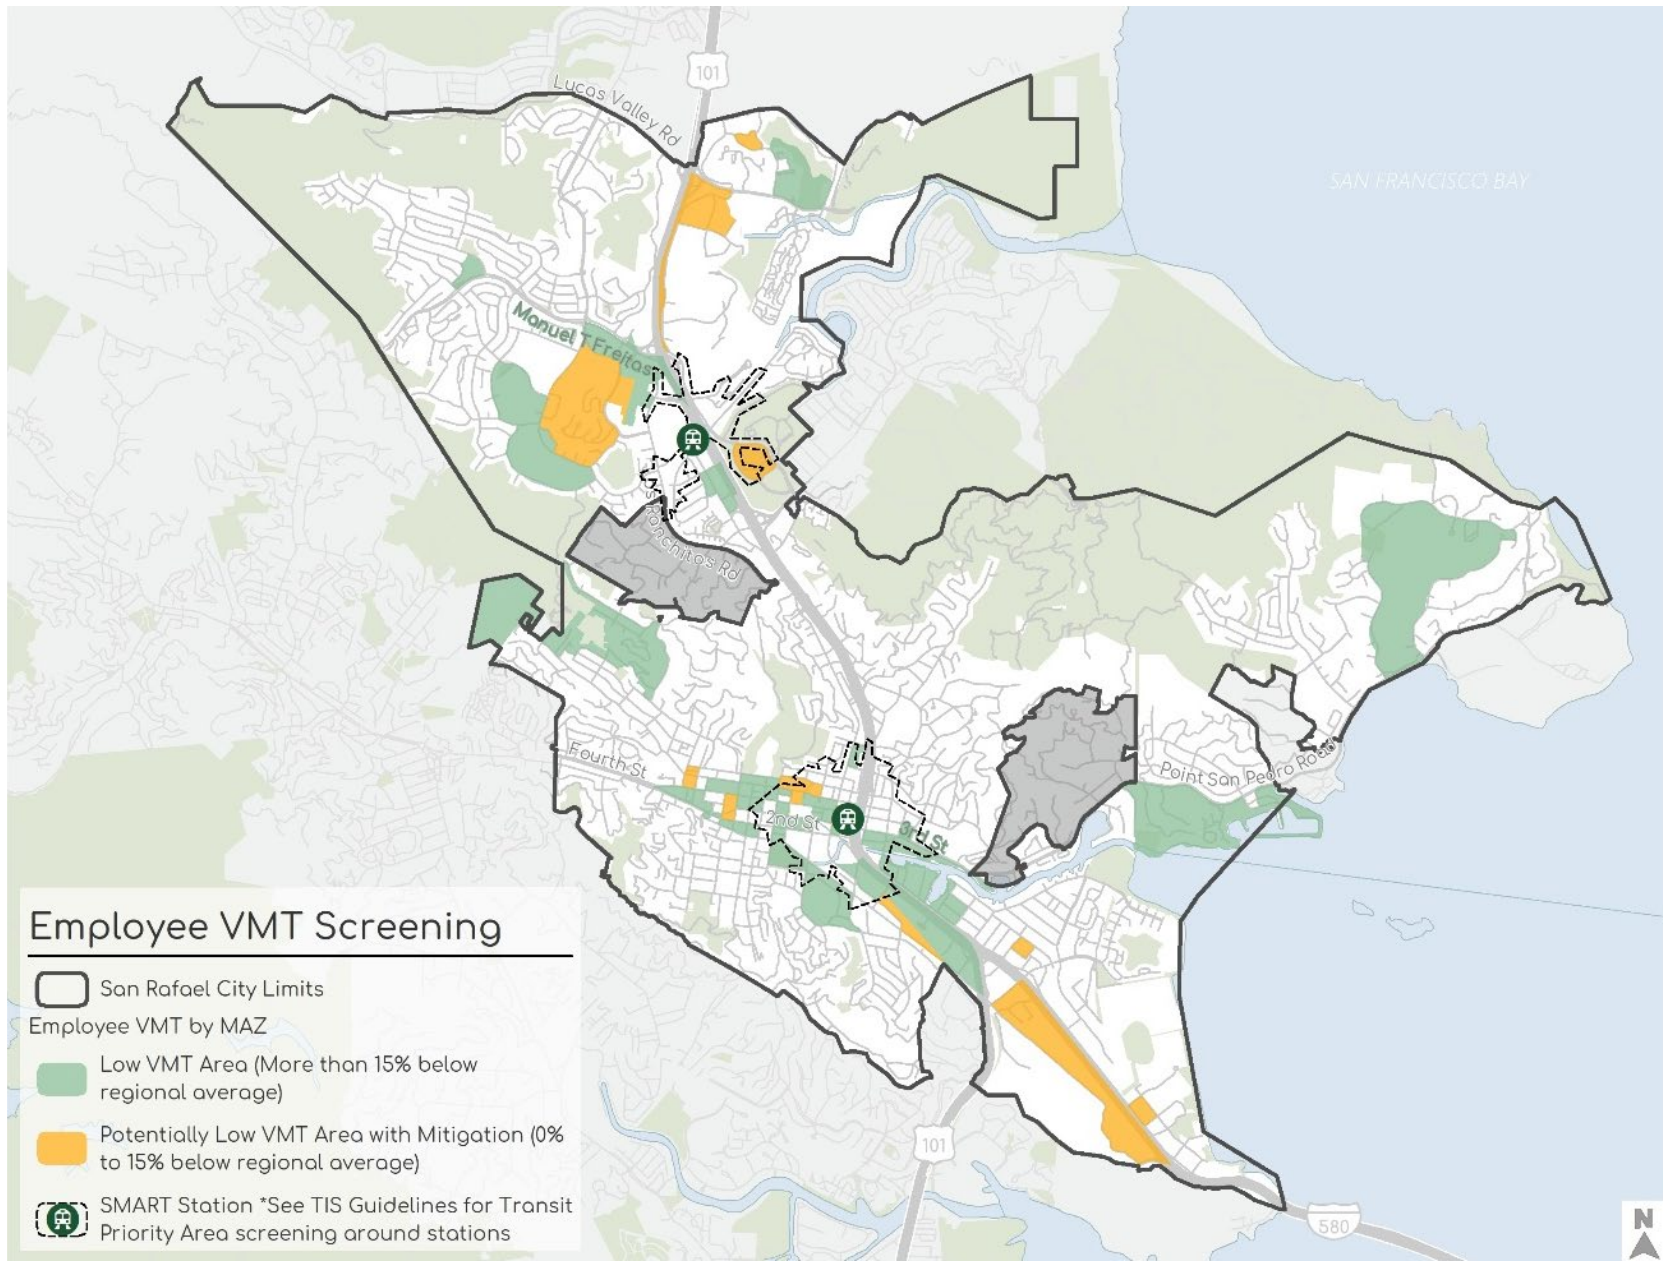 101
Lucas Valley Rd
SAN FRANCISCO BAY
Manuel T Freitas
s Ranchitos Rd
Fourth St
Point San Pedro Road
2nd St
3rd St
Employee VMT Screening
San Rafael City Limits
Employee VMT by MAZ
Low VMT Area (More than 15% below
regional average)
Potentially Low VMT Area with Mitigation (0%
to 15% below regional average)
SMART Station *See TIS Guidelines for Transit
Priority Area screening around stations
101
580
N